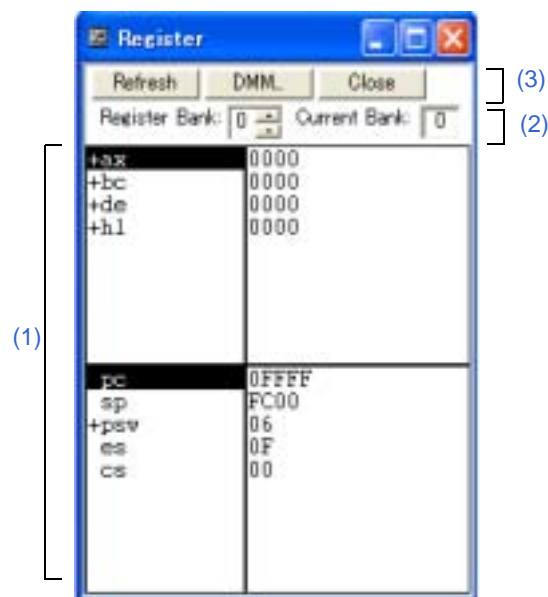 Register
Refresh DMM... Close (3)
Register Bank: 0 Current Bank: 0 (2)
+ax 0000
+bc 0000
+de 0000
+hl 0000
(1)
pc 0FFFF
sp FC00
+psw 06
es 0F
cs 00